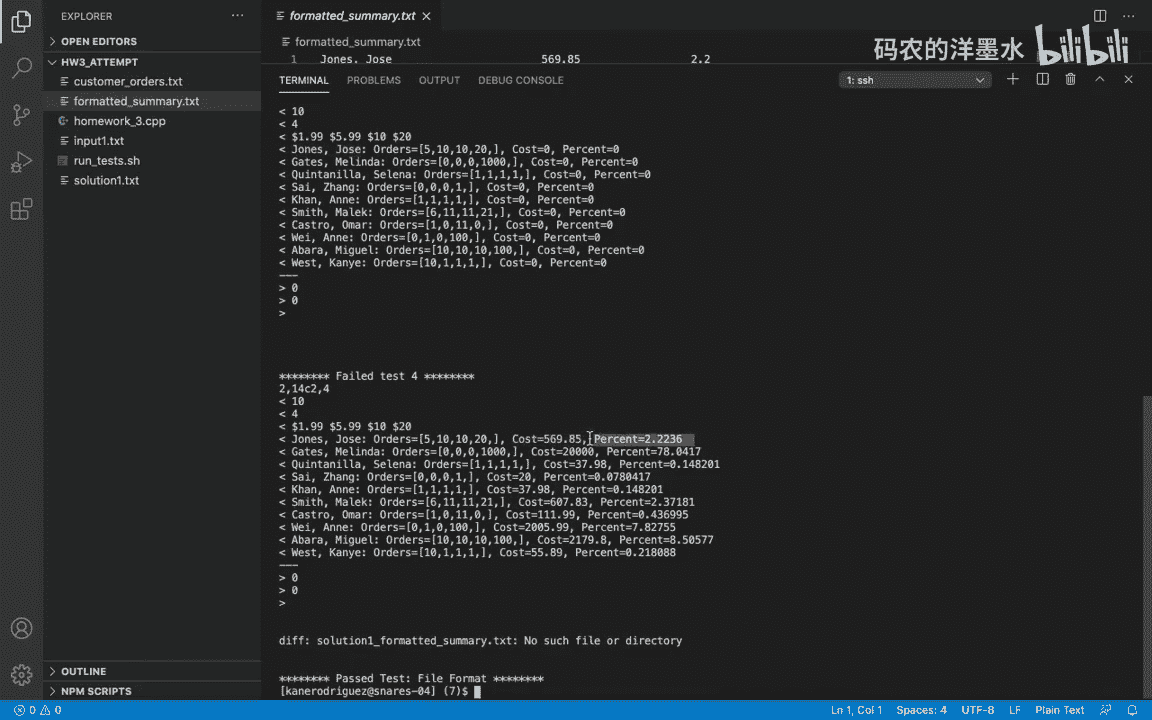 EXPLORER
OPEN EDITORS
HW3_ATTEMPT
customer_orders.txt
formatted_summary.txt
homework_3.cpp
input1.txt
run_tests.sh
solution1.txt
OUTLINE
NPM SCRIPTS
formatted_summary.txt
formatted_summary.txt
码农的洋墨水 bilibili
1 Jones, Jose 569.85 2.2
TERMINAL PROBLEMS OUTPUT DEBUG CONSOLE 1: ssh
< 10
< 4
< $1.99 $5.99 $10 $20
< Jones, Jose: Orders=[5,10,10,20,], Cost=0, Percent=0
< Gates, Melinda: Orders=[0,0,0,1000,], Cost=0, Percent=0
< Quintanilla, Selena: Orders=[1,1,1,1,], Cost=0, Percent=0
< Sai, Zhang: Orders=[0,0,0,1,], Cost=0, Percent=0
< Khan, Anne: Orders=[1,1,1,1,], Cost=0, Percent=0
< Smith, Malek: Orders=[6,11,11,21,], Cost=0, Percent=0
< Castro, Omar: Orders=[1,0,11,0,], Cost=0, Percent=0
< Wei, Anne: Orders=[0,1,0,100,], Cost=0, Percent=0
< Abara, Miguel: Orders=[10,10,10,100,], Cost=0, Percent=0
< West, Kanye: Orders=[10,1,1,1,], Cost=0, Percent=0
---
> 0
> 0
>
******** Failed test 4 ********
2,14c2,4
< 10
< 4
< $1.99 $5.99 $10 $20
< Jones, Jose: Orders=[5,10,10,20,], Cost=569.85, Percent=2.2236
< Gates, Melinda: Orders=[0,0,0,1000,], Cost=20000, Percent=78.0417
< Quintanilla, Selena: Orders=[1,1,1,1,], Cost=37.98, Percent=0.148201
< Sai, Zhang: Orders=[0,0,0,1,], Cost=20, Percent=0.0780417
< Khan, Anne: Orders=[1,1,1,1,], Cost=37.98, Percent=0.148201
< Smith, Malek: Orders=[6,11,11,21,], Cost=607.83, Percent=2.37181
< Castro, Omar: Orders=[1,0,11,0,], Cost=111.99, Percent=0.436995
< Wei, Anne: Orders=[0,1,0,100,], Cost=2005.99, Percent=7.82755
< Abara, Miguel: Orders=[10,10,10,100,], Cost=2179.8, Percent=8.50577
< West, Kanye: Orders=[10,1,1,1,], Cost=55.89, Percent=0.218088
---
> 0
> 0
>
diff: solution1_formatted_summary.txt: No such file or directory
******** Passed Test: File Format ********
[kanerodriguez@snares-04] (7)$
0 0 Ln 1, Col 1 Spaces: 4 UTF-8 LF Plain Text